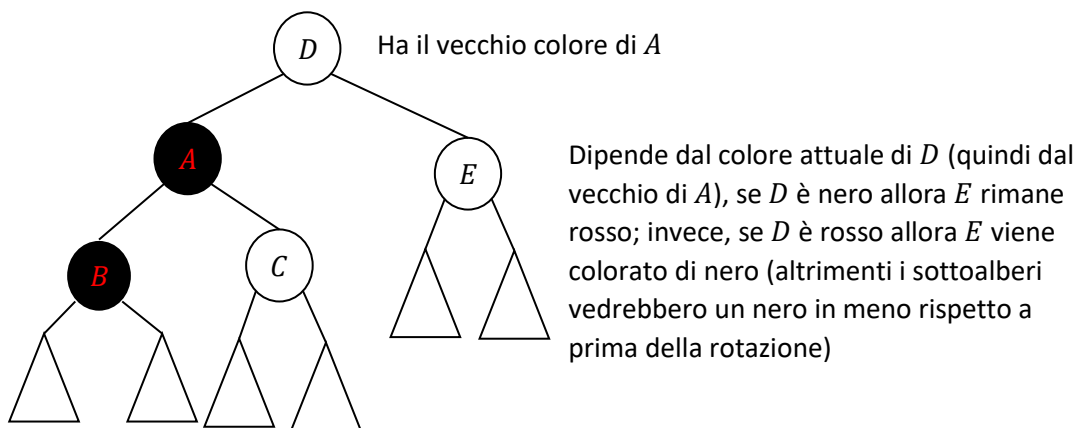 D
Ha il vecchio colore di A
A
E
Dipende dal colore attuale di D (quindi dal
vecchio di A), se D è nero allora E rimane
rosso; invece, se D è rosso allora E viene
colorato di nero (altrimenti i sottoalberi
vedrebbero un nero in meno rispetto a
prima della rotazione)
B
C